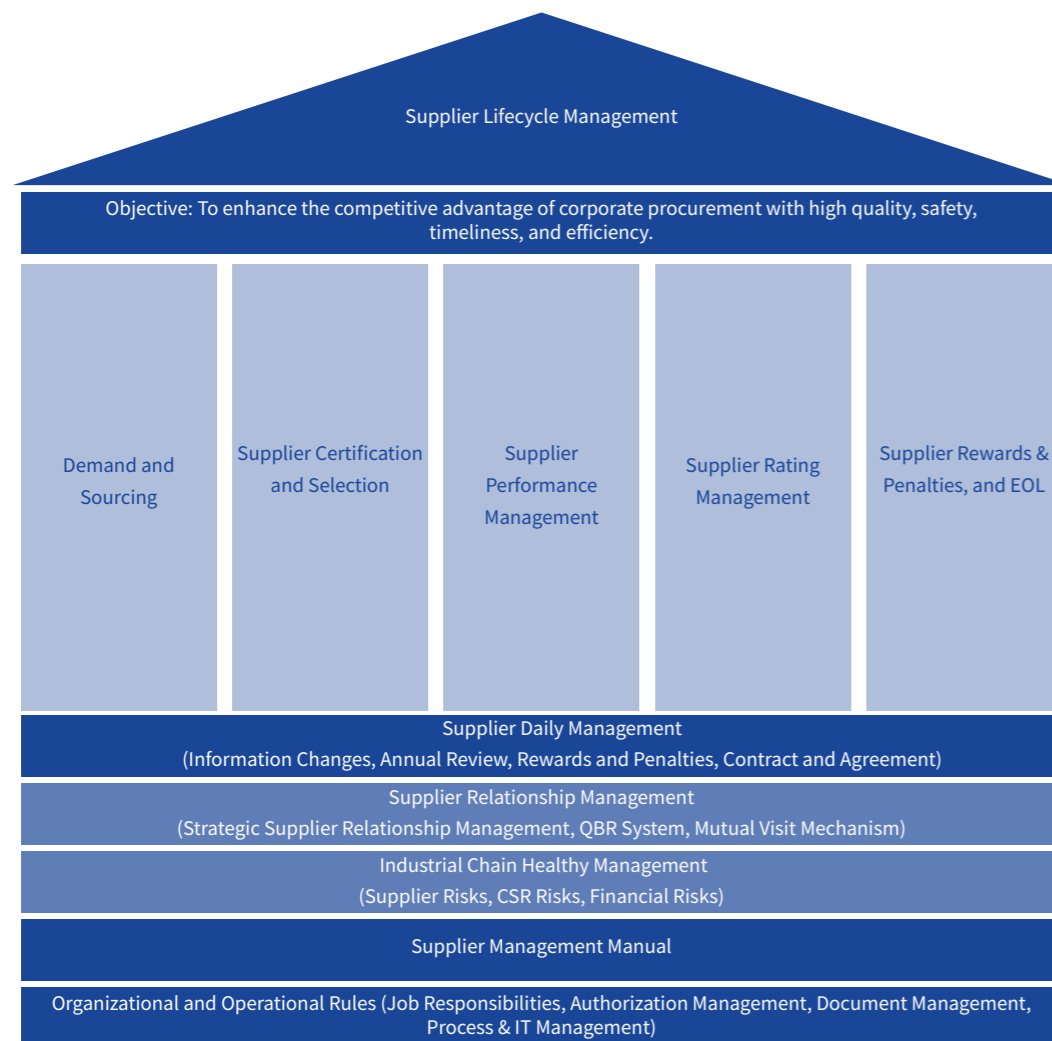 Supplier Lifecycle Management
Objective: To enhance the competitive advantage of corporate procurement with high quality, safety,
timeliness, and efficiency.
Demand and
Sourcing
Supplier Certification
and Selection
Supplier
Performance
Management
Supplier Rating
Management
Supplier Rewards &
Penalties, and EOL
Supplier Daily Management
(Information Changes, Annual Review, Rewards and Penalties, Contract and Agreement)
Supplier Relationship Management
(Strategic Supplier Relationship Management, QBR System, Mutual Visit Mechanism)
Industrial Chain Healthy Management
(Supplier Risks, CSR Risks, Financial Risks)
Supplier Management Manual
Organizational and Operational Rules (Job Responsibilities, Authorization Management, Document Management,
Process & IT Management)